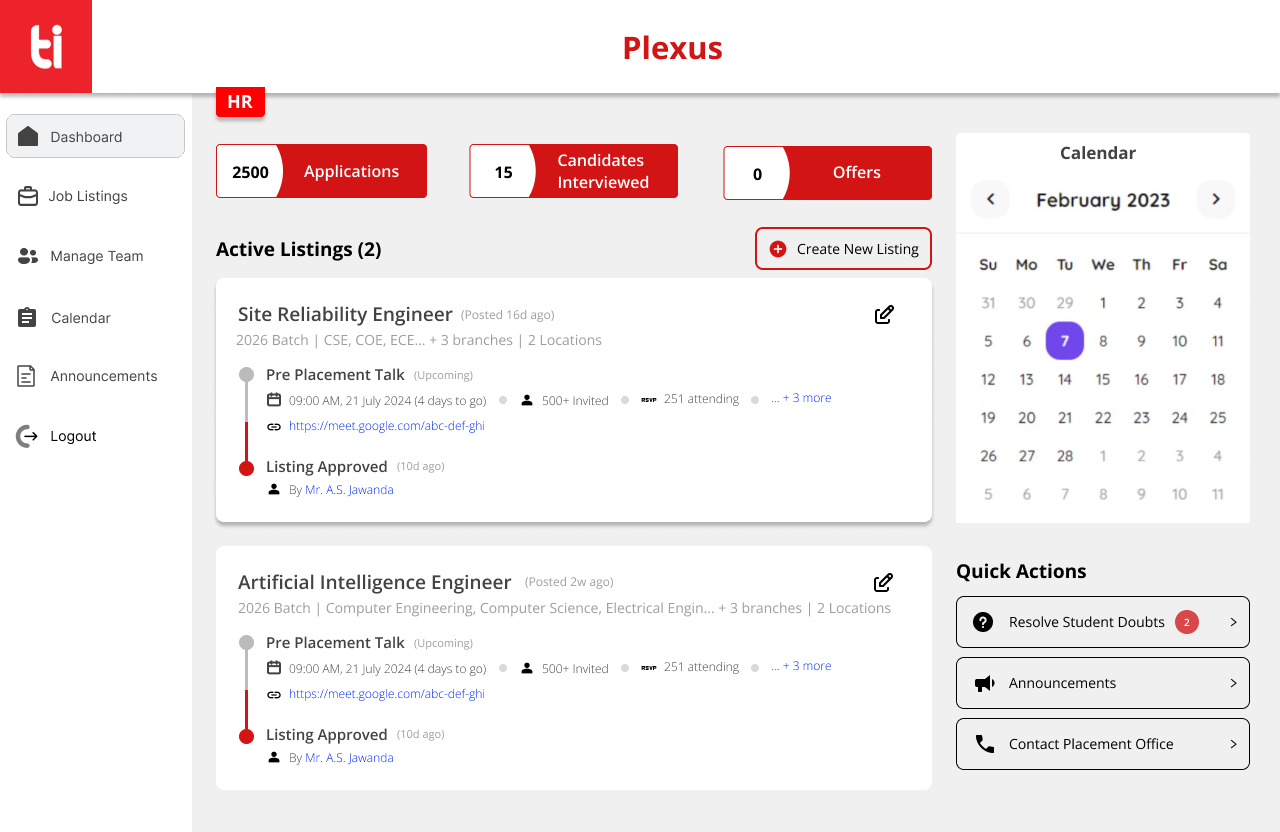 ti
Plexus
HR
Dashboard
Job Listings
Manage Team
Calendar
Announcements
Logout
2500 Applications
15 Candidates
Interviewed
0 Offers
Active Listings (2)
Create New Listing
Site Reliability Engineer (Posted 16d ago)
2026 Batch | CSE, COE, ECE... + 3 branches | 2 Locations
Pre Placement Talk (Upcoming)
09:00 AM, 21 July 2024 (4 days to go) 500+ Invited RSVP 251 attending ... + 3 more
https://meet.google.com/abc-def-ghi
Listing Approved (10d ago)
By Mr. A.S. Jawanda
Artificial Intelligence Engineer (Posted 2w ago)
2026 Batch | Computer Engineering, Computer Science, Electrical Engin... + 3 branches | 2 Locations
Pre Placement Talk (Upcoming)
09:00 AM, 21 July 2024 (4 days to go) 500+ Invited RSVP 251 attending ... + 3 more
https://meet.google.com/abc-def-ghi
Listing Approved (10d ago)
By Mr. A.S. Jawanda
Calendar
February 2023
Su Mo Tu We Th Fr Sa
31 30 29 1 2 3 4
5 6 7 8 9 10 11
12 13 14 15 16 17 18
19 20 21 22 23 24 25
26 27 28 1 2 3 4
5 6 7 8 9 10 11
Quick Actions
Resolve Student Doubts 2
Announcements
Contact Placement Office